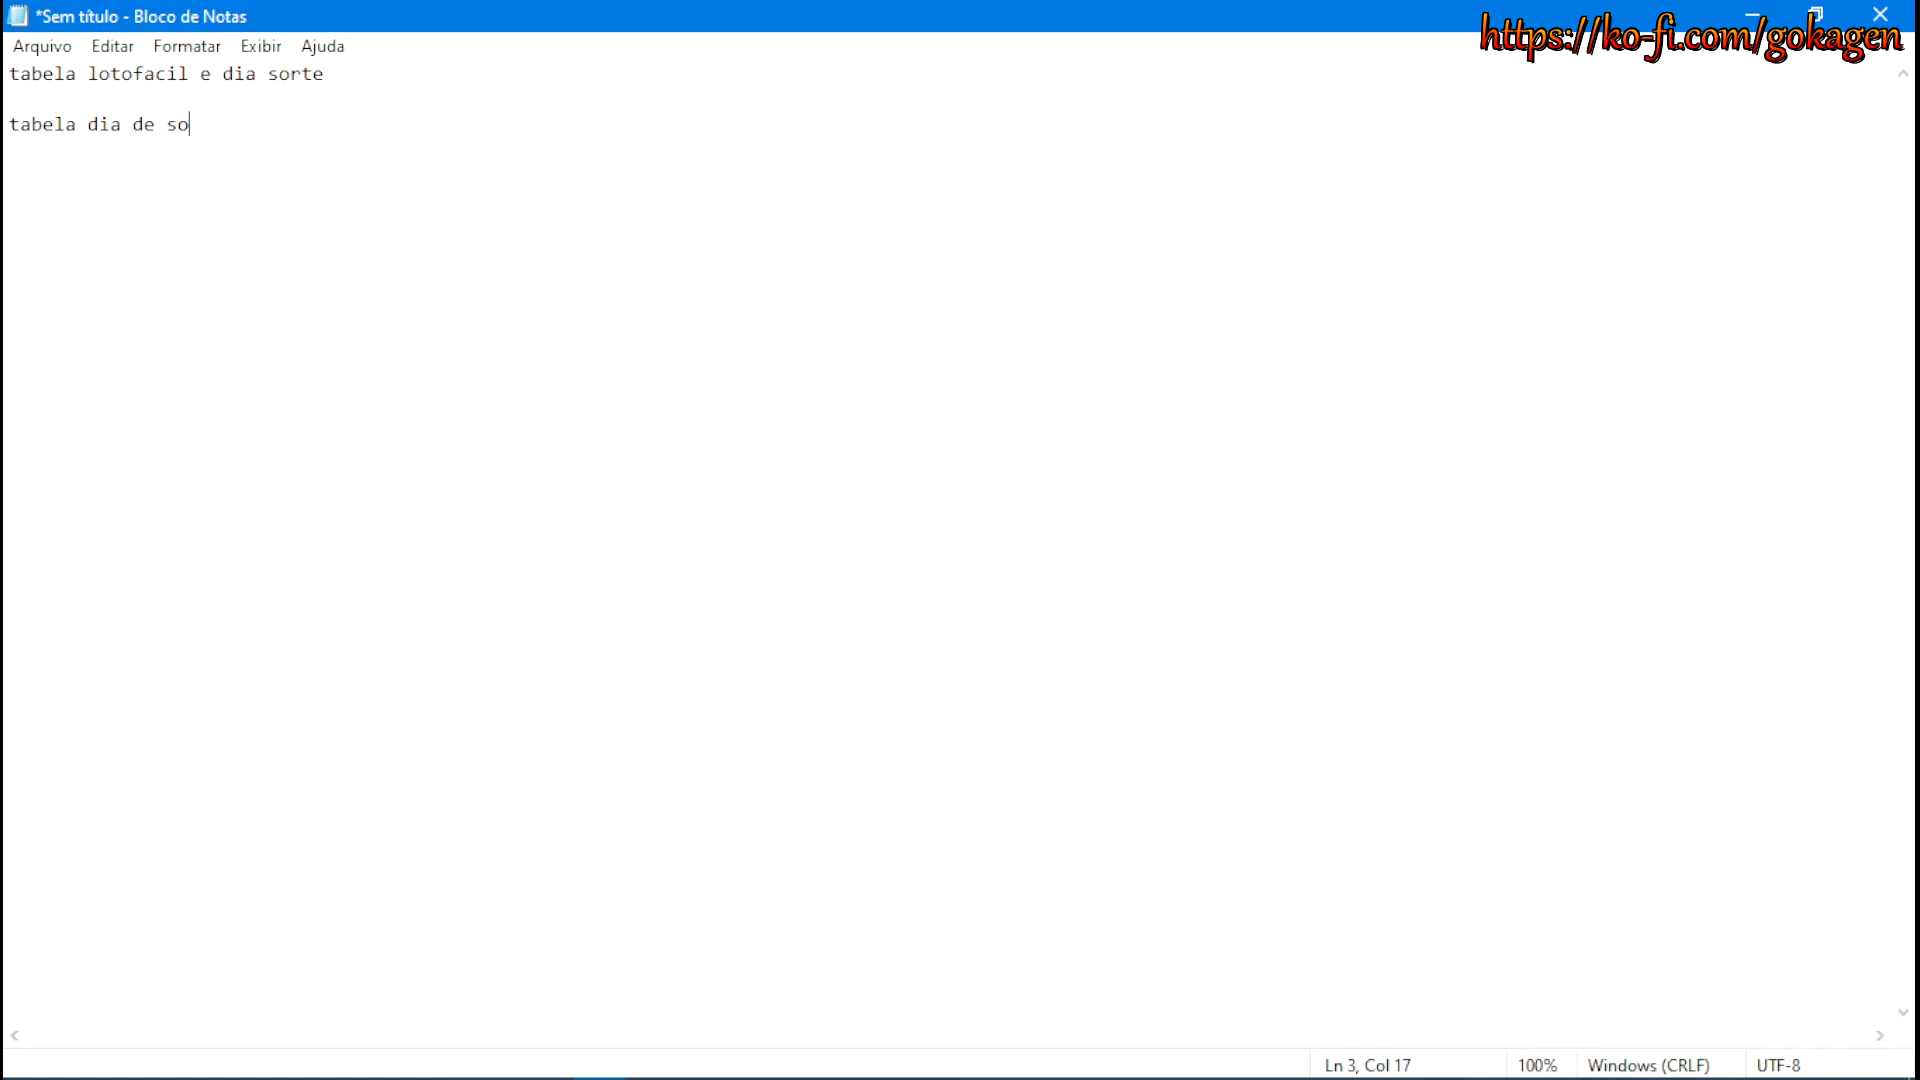 *Sem título - Bloco de Notas
https://ko-fi.com/gokagen
Arquivo Editar Formatar Exibir Ajuda
tabela lotofacil e dia sorte
tabela dia de so
Ln 3, Col 17 100% Windows (CRLF) UTF-8